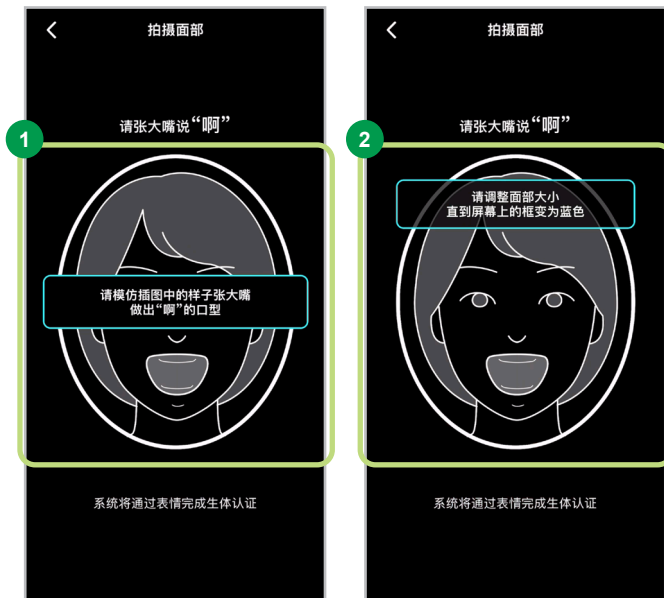 拍摄面部
请张大嘴说“啊”
1
请模仿插图中的样子张大嘴
做出“啊”的口型
系统将通过表情完成生体认证
拍摄面部
请张大嘴说“啊”
2
请调整面部大小
直到屏幕上的框变为蓝色
系统将通过表情完成生体认证